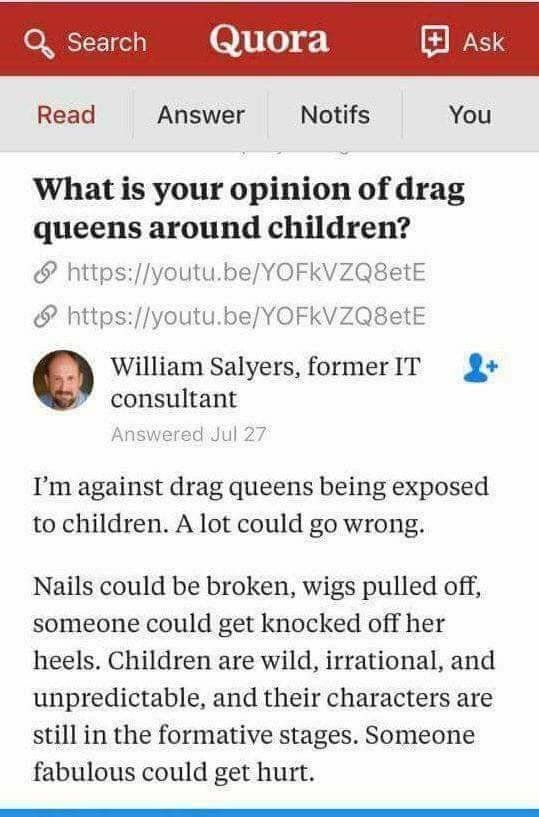 Search Quora Ask
Read Answer Notifs You
What is your opinion of drag
queens around children?
https://youtu.be/YOFkVZQ8etE
https://youtu.be/YOFkVZQ8etE
William Salyers, former IT
consultant
Answered Jul 27
I’m against drag queens being exposed
to children. A lot could go wrong.
Nails could be broken, wigs pulled off,
someone could get knocked off her
heels. Children are wild, irrational, and
unpredictable, and their characters are
still in the formative stages. Someone
fabulous could get hurt.